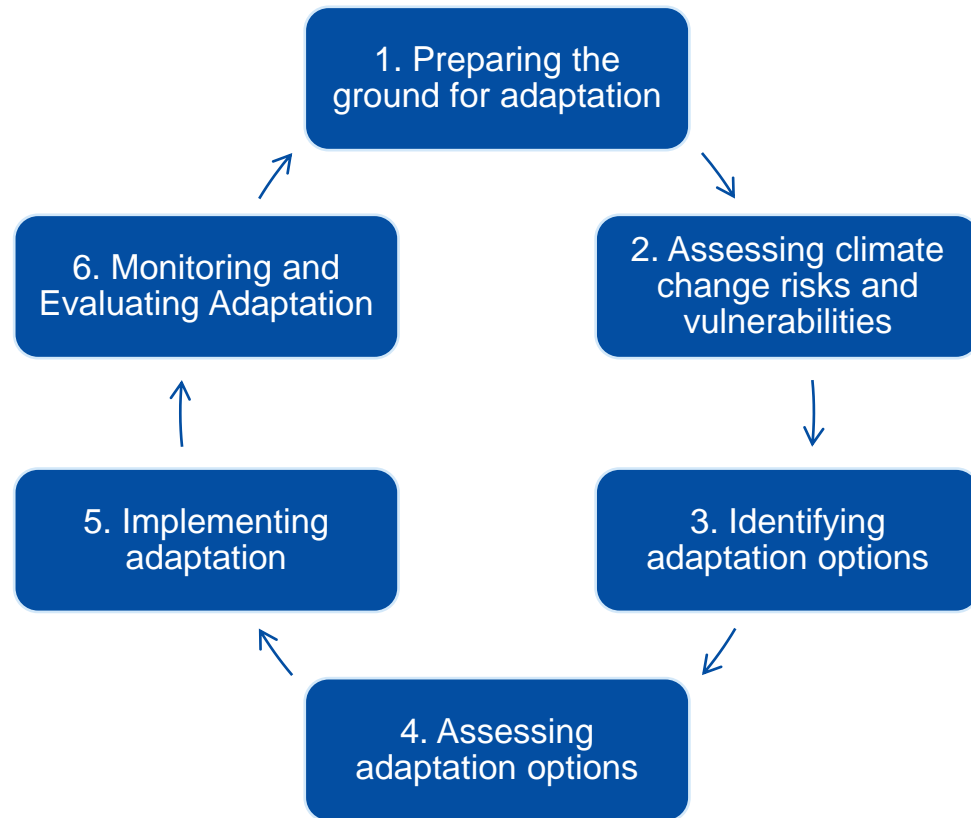 1. Preparing the
ground for adaptation
2. Assessing climate
change risks and
vulnerabilities
3. Identifying
adaptation options
4. Assessing
adaptation options
5. Implementing
adaptation
6. Monitoring and
Evaluating Adaptation